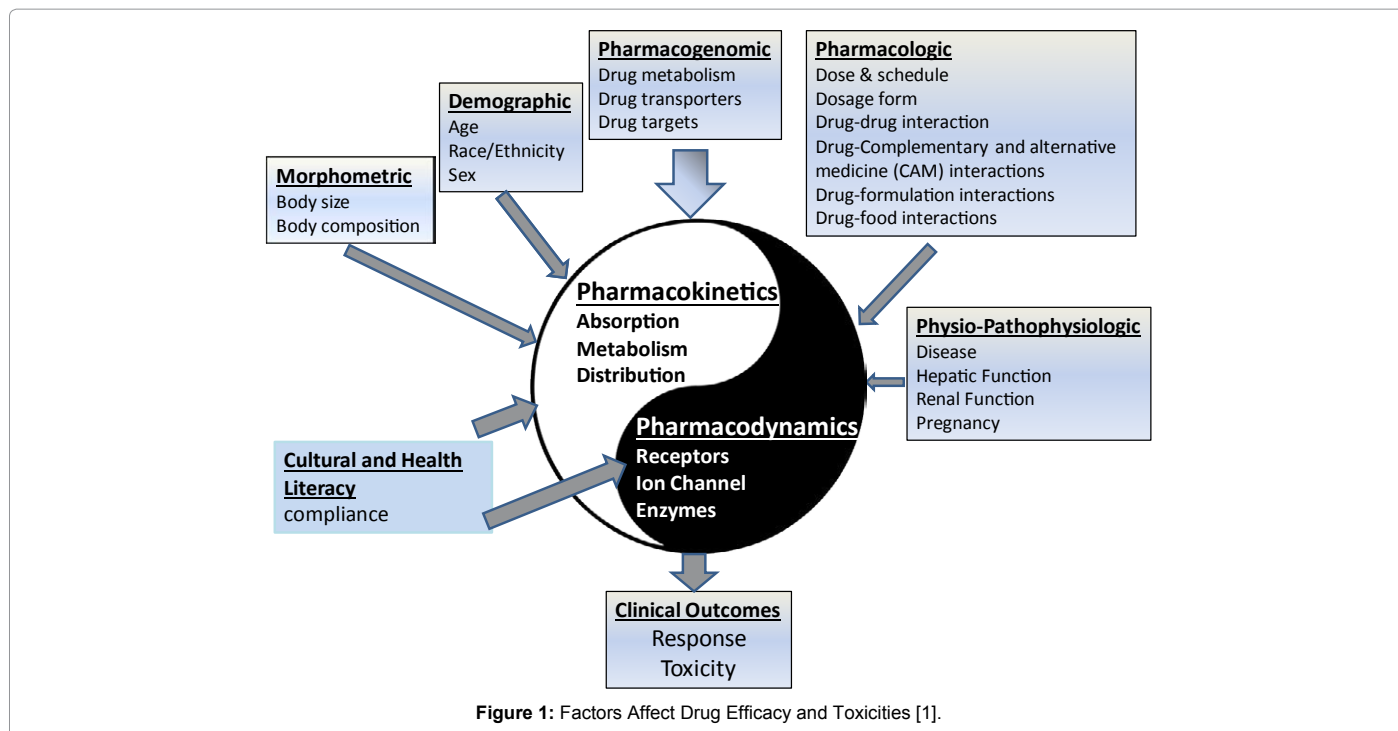 Pharmacogenomic
Drug metabolism
Drug transporters
Drug targets
Pharmacologic
Dose & schedule
Dosage form
Drug-drug interaction
Drug-Complementary and alternative
medicine (CAM) interactions
Drug-formulation interactions
Drug-food interactions
Demographic
Age
Race/Ethnicity
Sex
Morphometric
Body size
Body composition
Pharmacokinetics
Absorption
Metabolism
Distribution
Physio-Pathophysiologic
Disease
Hepatic Function
Renal Function
Pregnancy
Pharmacodynamics
Receptors
Ion Channel
Enzymes
Cultural and Health
Literacy
compliance
Clinical Outcomes
Response
Toxicity
Figure 1: Factors Affect Drug Efficacy and Toxicities [1].